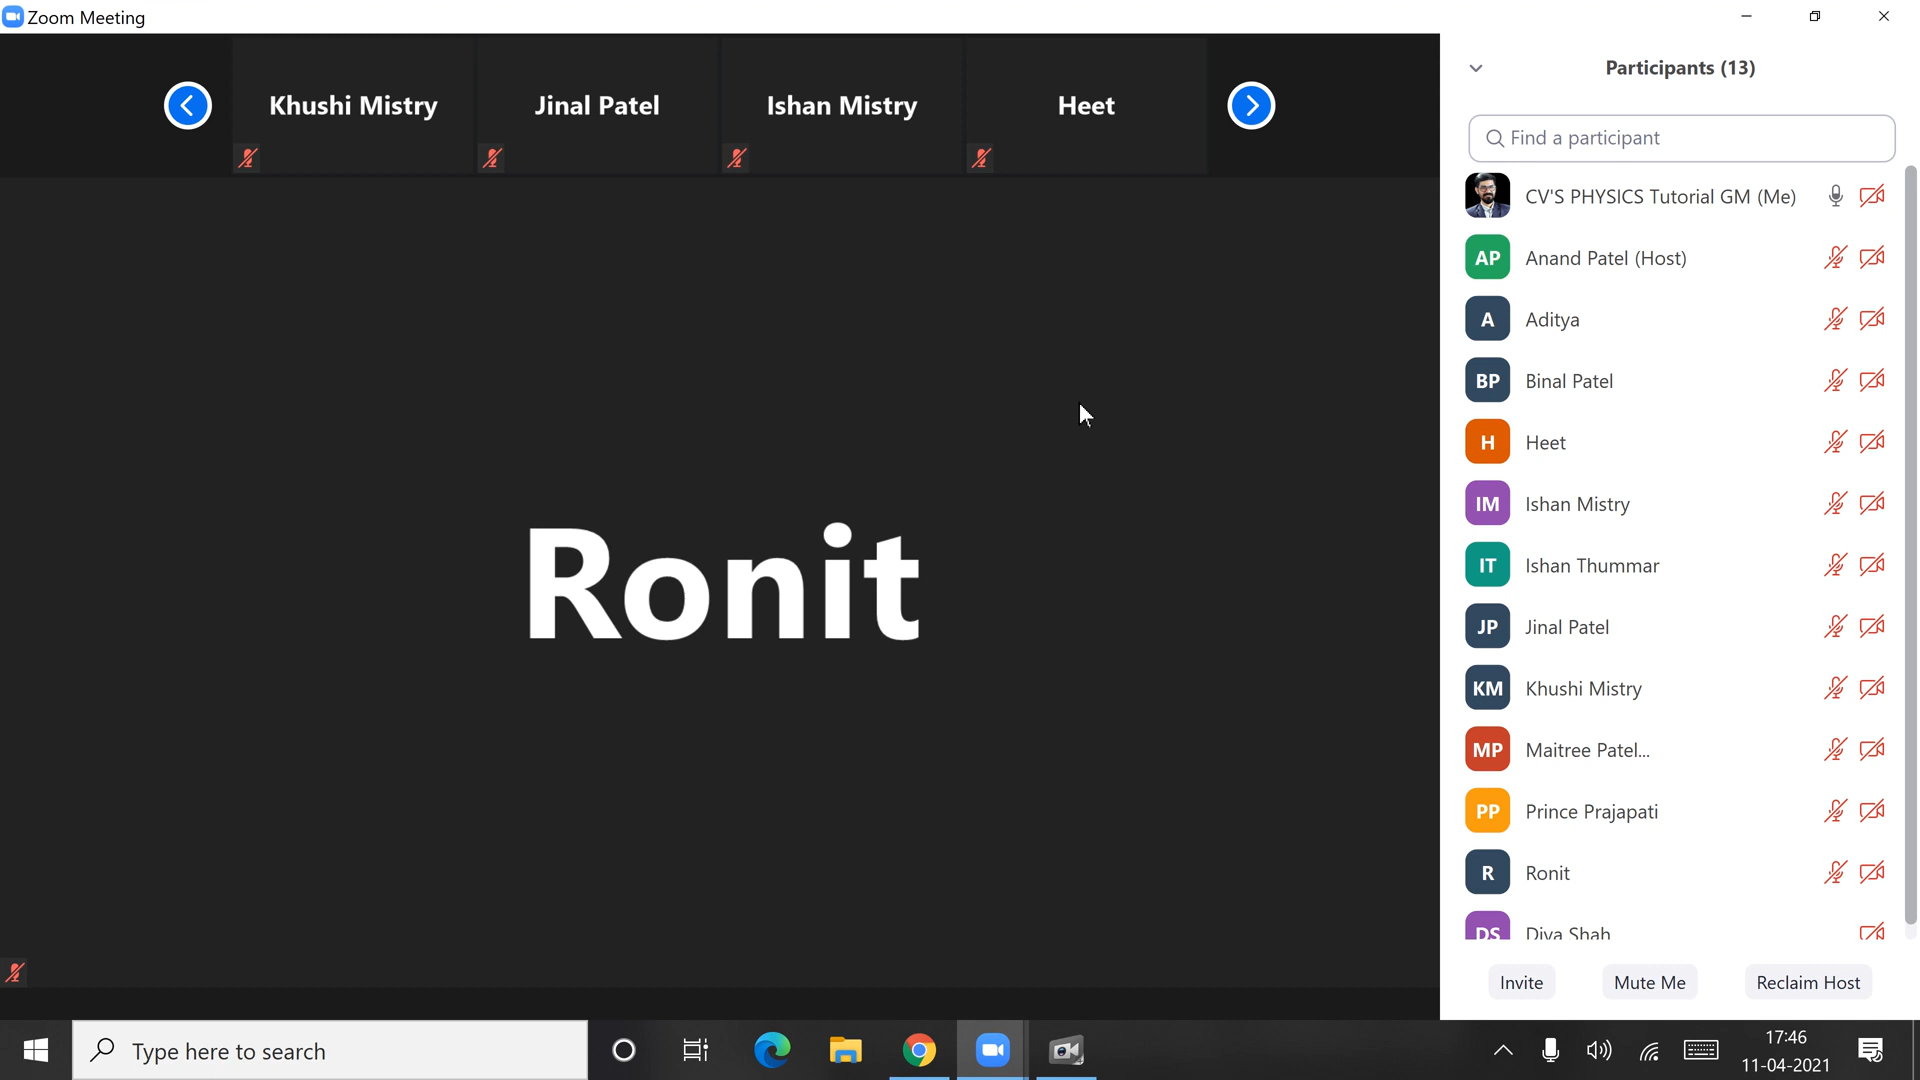 Zoom Meeting
Khushi Mistry
Jinal Patel
Ishan Mistry
Heet
Ronit
Participants (13)
Find a participant
CV'S PHYSICS Tutorial GM (Me)
AP Anand Patel (Host)
A Aditya
BP Binal Patel
H Heet
IM Ishan Mistry
IT Ishan Thummar
JP Jinal Patel
KM Khushi Mistry
MP Maitree Patel...
PP Prince Prajapati
R Ronit
DS Diva Shah
Invite Mute Me Reclaim Host
Type here to search
17:46
11-04-2021